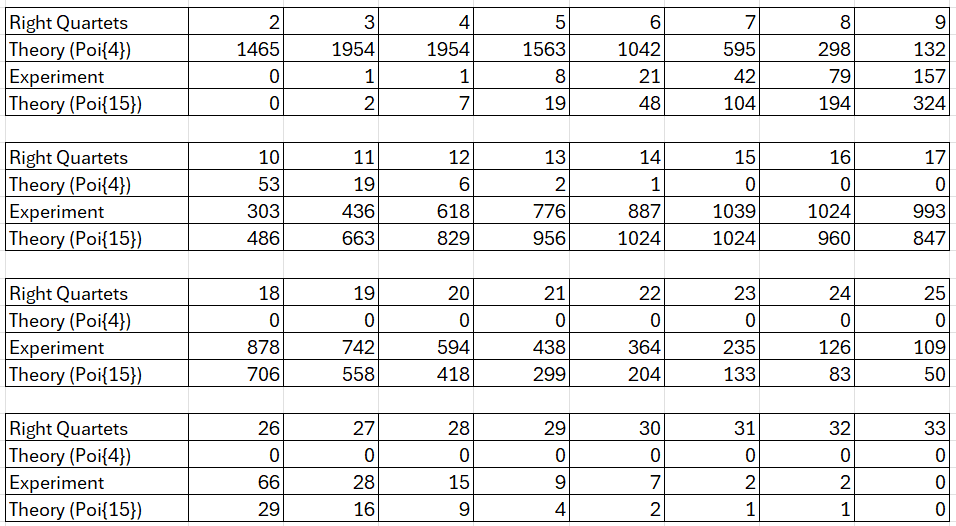 Right Quartets 2 3 4 5 6 7 8 9
Theory (Poi{4}) 1465 1954 1954 1563 1042 595 298 132
Experiment 0 1 1 8 21 42 79 157
Theory (Poi{15}) 0 2 7 19 48 104 194 324
Right Quartets 10 11 12 13 14 15 16 17
Theory (Poi{4}) 53 19 6 2 1 0 0 0
Experiment 303 436 618 776 887 1039 1024 993
Theory (Poi{15}) 486 663 829 956 1024 1024 960 847
Right Quartets 18 19 20 21 22 23 24 25
Theory (Poi{4}) 0 0 0 0 0 0 0 0
Experiment 878 742 594 438 364 235 126 109
Theory (Poi{15}) 706 558 418 299 204 133 83 50
Right Quartets 26 27 28 29 30 31 32 33
Theory (Poi{4}) 0 0 0 0 0 0 0 0
Experiment 66 28 15 9 7 2 2 0
Theory (Poi{15}) 29 16 9 4 2 1 1 0